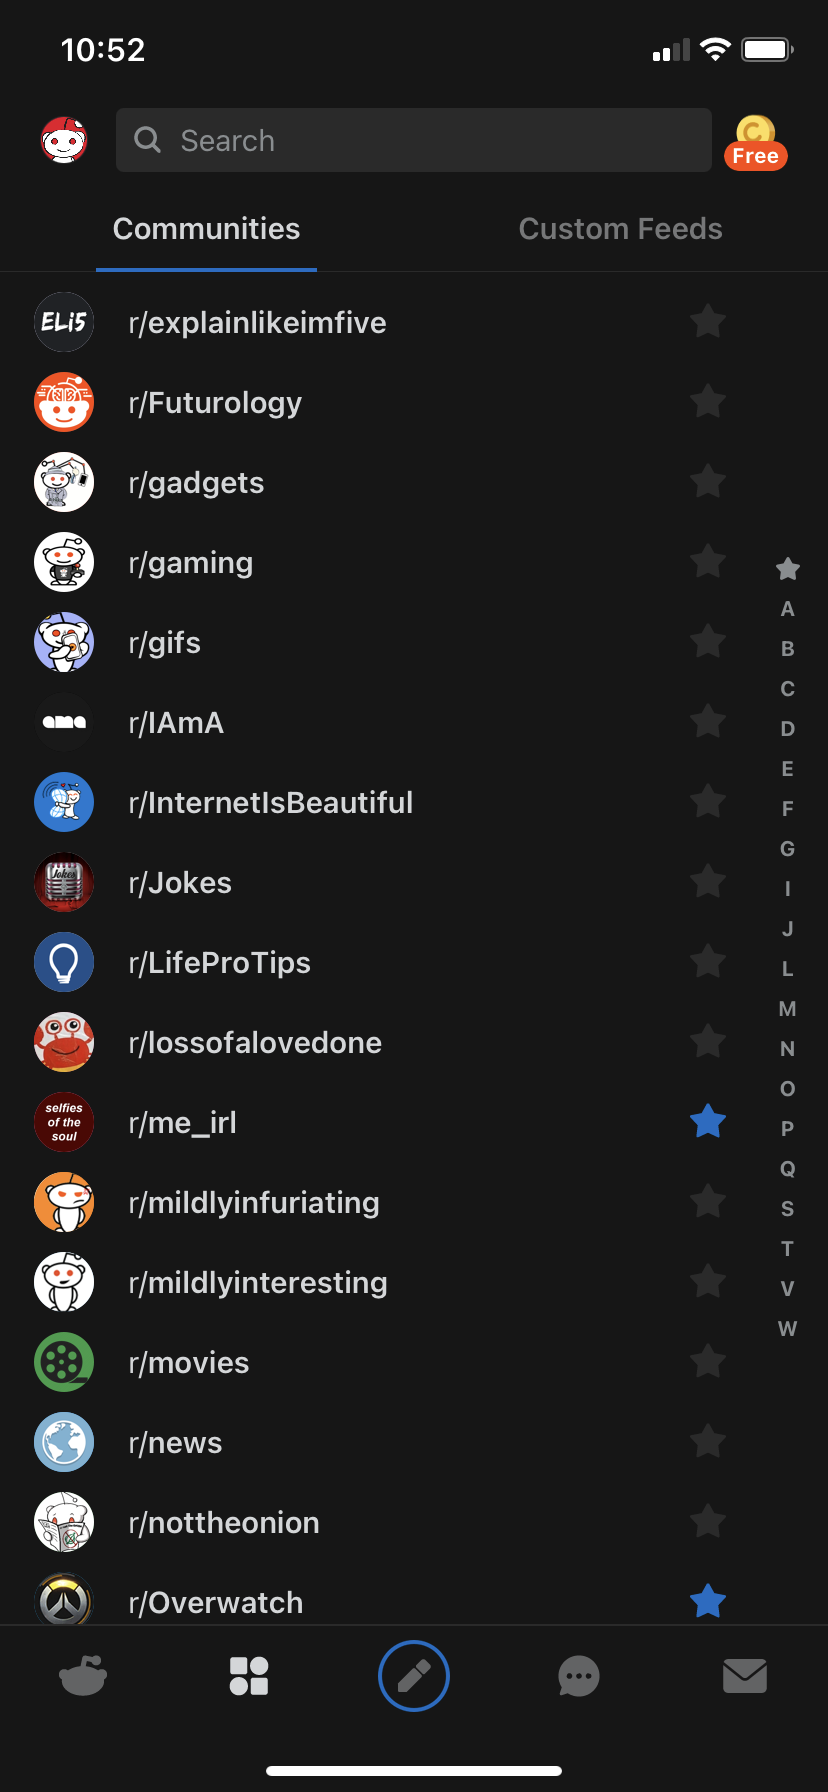 10:52
Search
Free
Communities
Custom Feeds
ELi5
r/explainlikeimfive
r/Futurology
r/gadgets
r/gaming
r/gifs
ama
r/IAmA
r/InternetIsBeautiful
Jokes
r/Jokes
r/LifeProTips
r/lossofalovedone
selfies
of the
soul
r/me_irl
r/mildlyinfuriating
r/mildlyinteresting
r/movies
r/news
r/nottheonion
r/Overwatch
A
B
C
D
E
F
G
I
J
L
M
N
O
P
Q
S
T
V
W